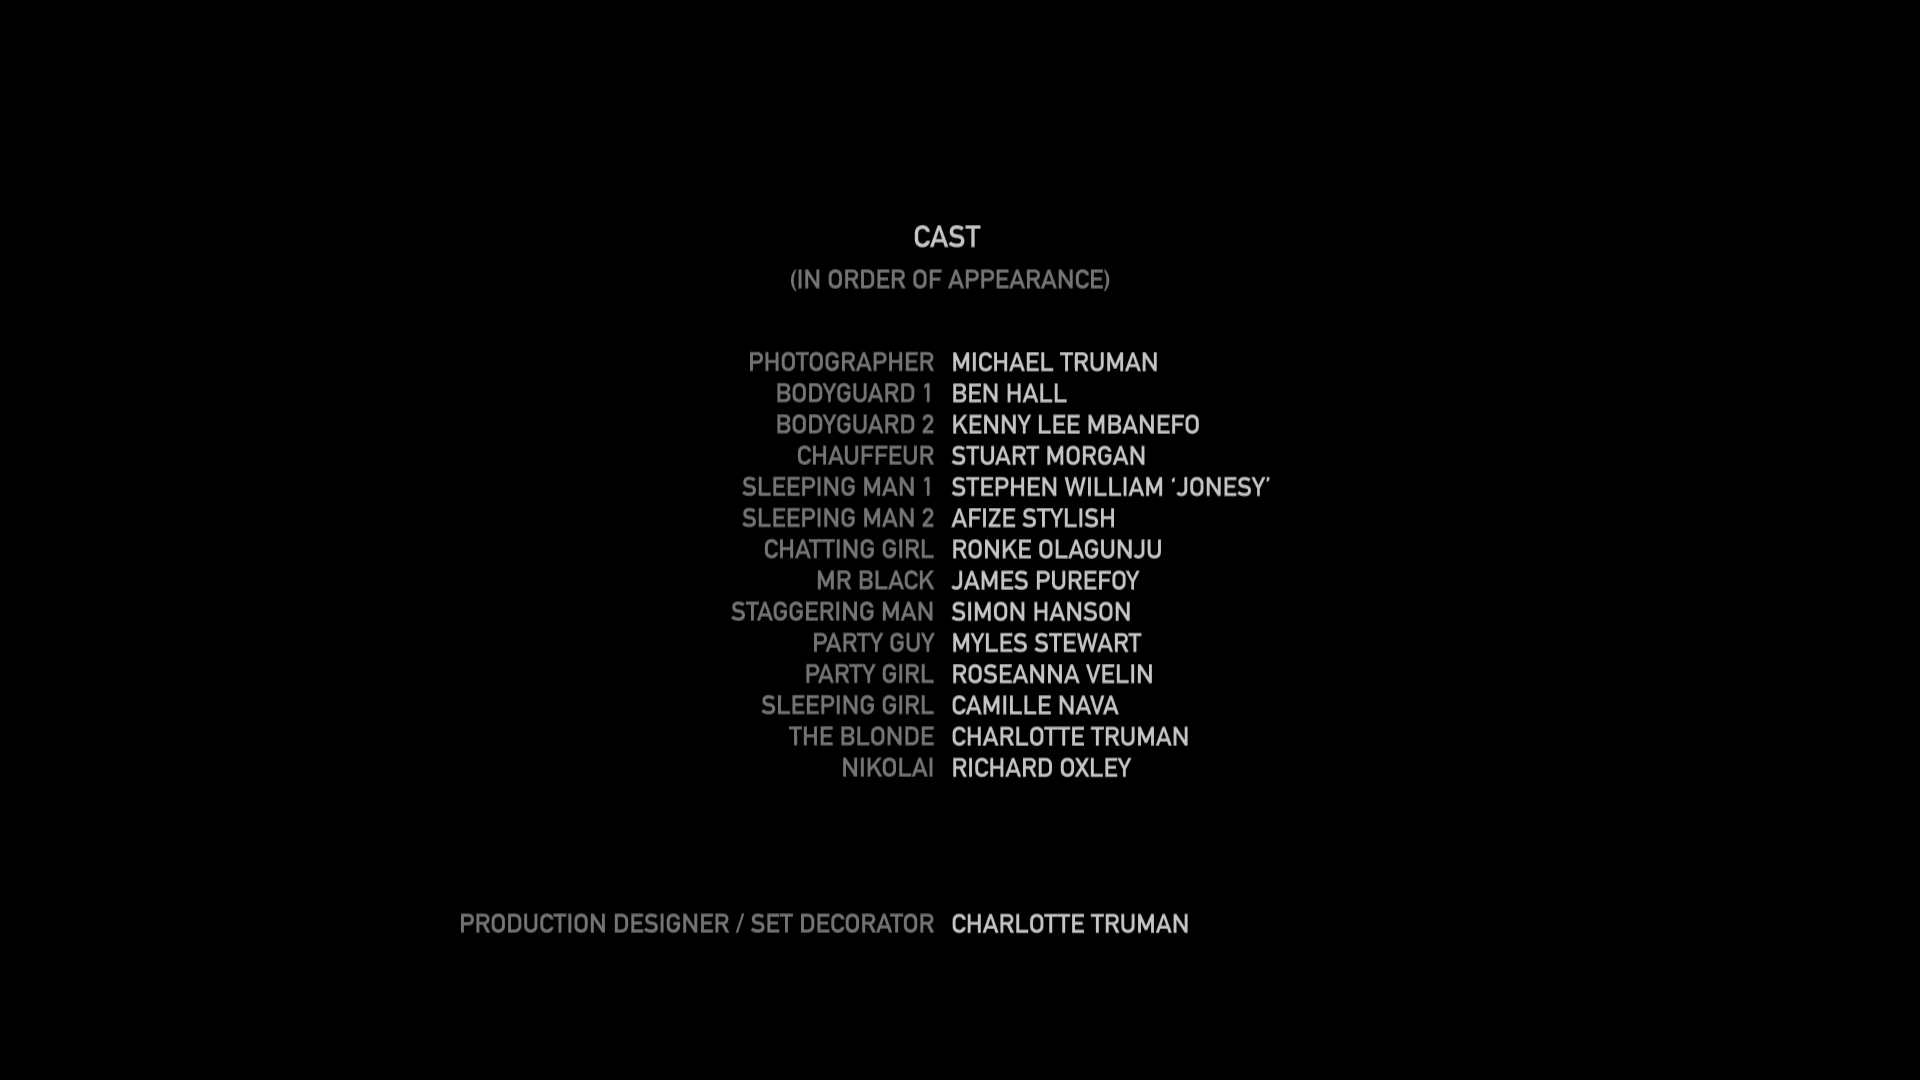 CAST
(IN ORDER OF APPEARANCE)
PHOTOGRAPHER MICHAEL TRUMAN
BODYGUARD 1 BEN HALL
BODYGUARD 2 KENNY LEE MBANEFO
CHAUFFEUR STUART MORGAN
SLEEPING MAN 1 STEPHEN WILLIAM ‘JONESY’
SLEEPING MAN 2 AFIZE STYLISH
CHATTING GIRL RONKE OLAGUNJU
MR BLACK JAMES PUREFOY
STAGGERING MAN SIMON HANSON
PARTY GUY MYLES STEWART
PARTY GIRL ROSEANNA VELIN
SLEEPING GIRL CAMILLE NAVA
THE BLONDE CHARLOTTE TRUMAN
NIKOLAI RICHARD OXLEY
PRODUCTION DESIGNER / SET DECORATOR CHARLOTTE TRUMAN